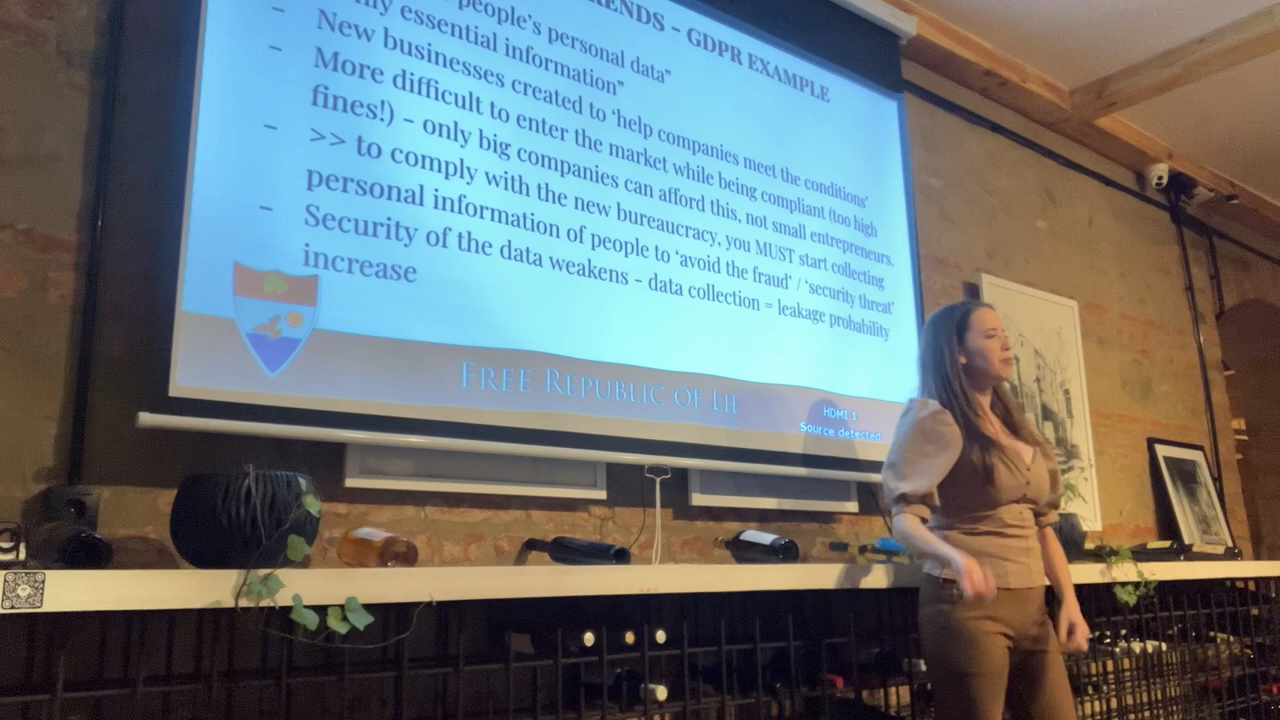 RENDS – GDPR EXAMPLE
people's personal data”
essential information”
- New businesses created to ‘help companies meet the conditions’
- More difficult to enter the market while being compliant (too high
fines!) – only big companies can afford this, not small entrepreneurs.
- >> to comply with the new bureaucracy, you MUST start collecting
personal information of people to ‘avoid the fraud’ / ‘security threat’
- Security of the data weakens – data collection = leakage probability
increase
FREE REPUBLIC OF LI
HDMI 1
Source detected